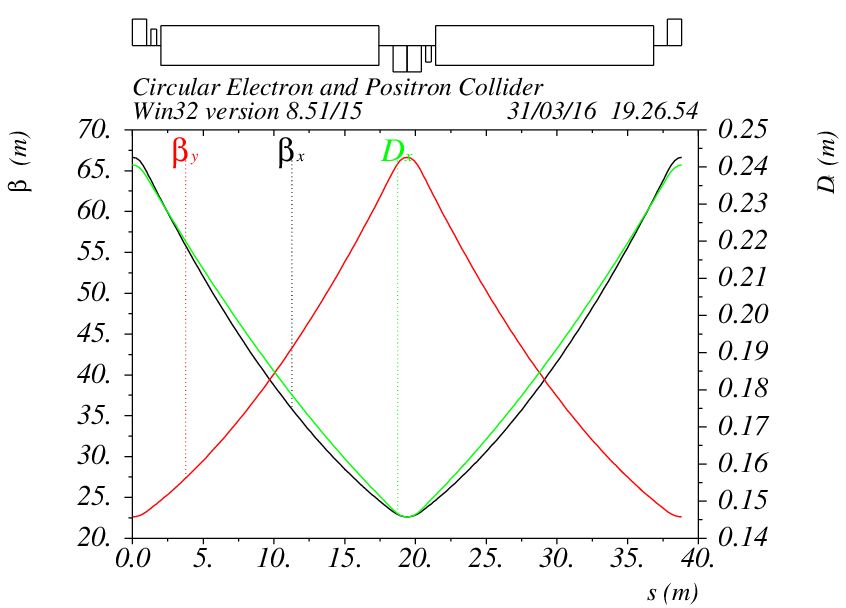 Circular Electron and Positron Collider
Win32 version 8.51/15 31/03/16 19.26.54
β (m)
70.
65.
60.
55.
50.
45.
40.
35.
30.
25.
20.
βy
βx
Dx
0.25
0.24
0.23
0.22
0.21
0.20
0.19
0.18
0.17
0.16
0.15
0.14
Dx (m)
0.0 5. 10. 15. 20. 25. 30. 35. 40.
s (m)